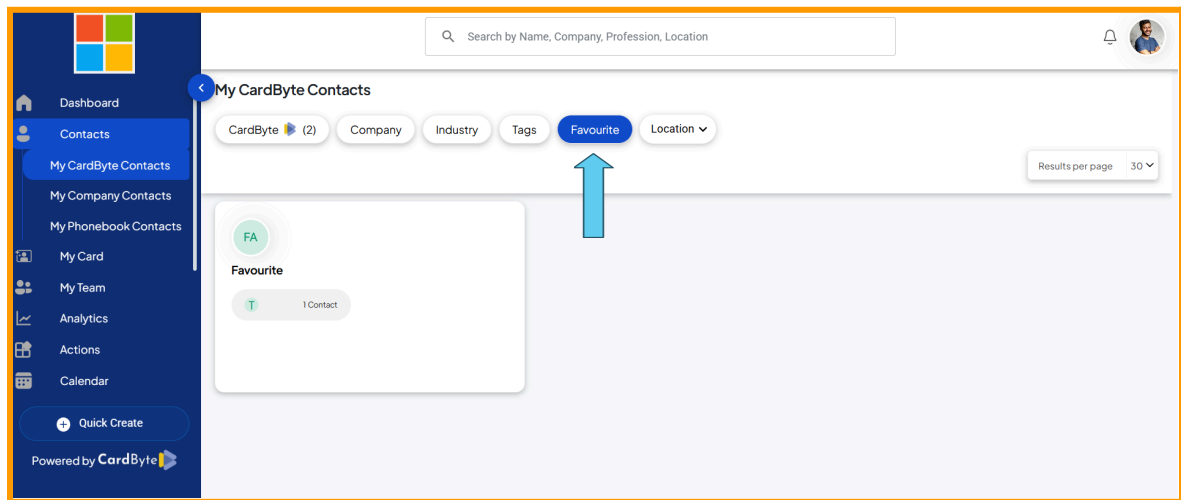 Search by Name, Company, Profession, Location
Dashboard
Contacts
My CardByte Contacts
My Company Contacts
My Phonebook Contacts
My Card
My Team
Analytics
Actions
Calendar
Quick Create
Powered by CardByte
My CardByte Contacts
CardByte (2) Company Industry Tags Favourite Location
Results per page 30
FA
Favourite
T 1 Contact